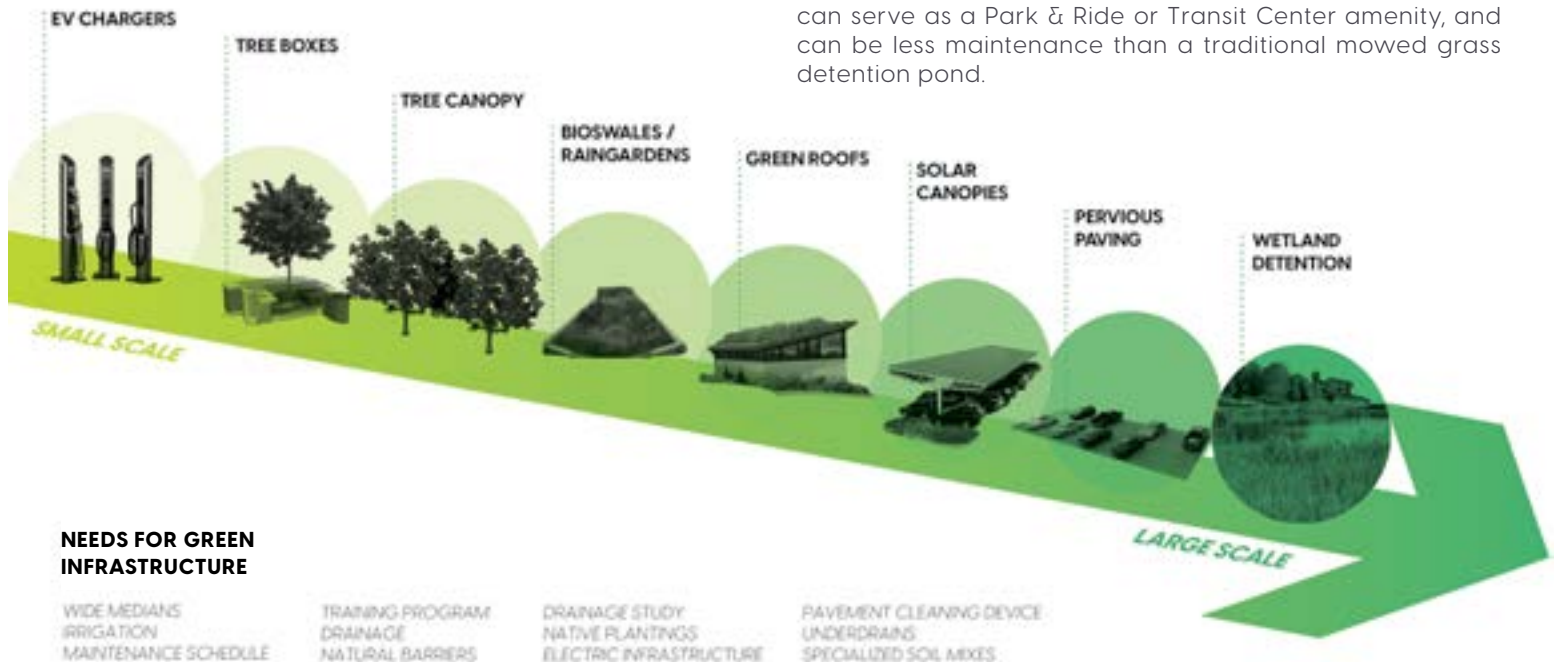 can serve as a Park & Ride or Transit Center amenity, and
can be less maintenance than a traditional mowed grass
detention pond.
EV CHARGERS
TREE BOXES
TREE CANOPY
BIOSWALES /
RAINGARDENS
GREEN ROOFS
SOLAR
CANOPIES
PERVIOUS
PAVING
WETLAND
DETENTION
SMALL SCALE
LARGE SCALE
NEEDS FOR GREEN
INFRASTRUCTURE
WIDE MEDIANS
IRRIGATION
MAINTENANCE SCHEDULE
TRAINING PROGRAM
DRAINAGE
NATURAL BARRIERS
DRAINAGE STUDY
NATIVE PLANTINGS
ELECTRIC INFRASTRUCTURE
PAVEMENT CLEANING DEVICE
UNDERDRAINS
SPECIALIZED SOIL MIXES